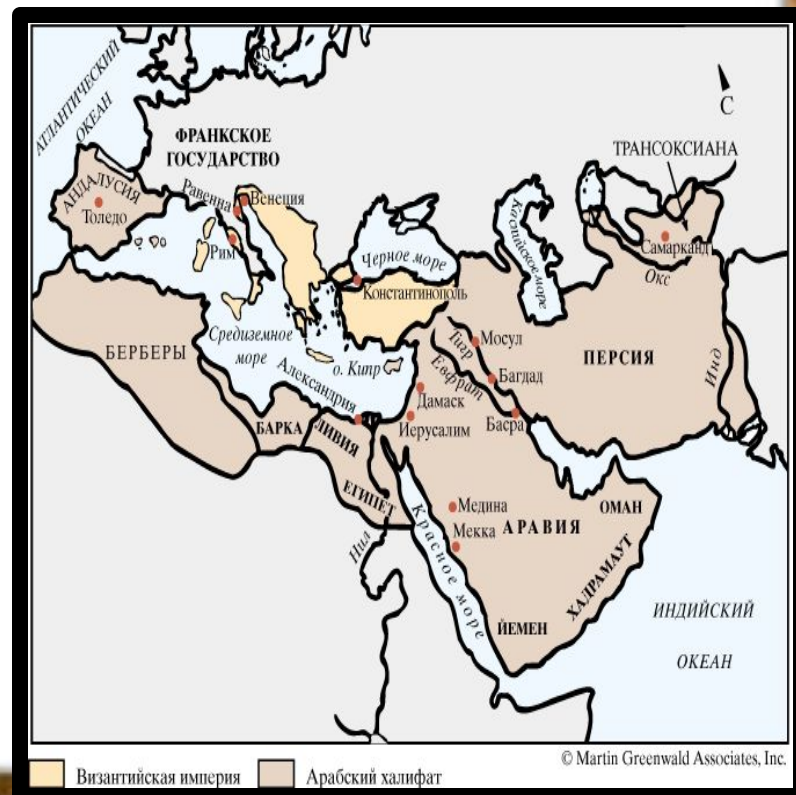 АТЛАНТИЧЕСКИЙ
ОКЕАН
ФРАНКСКОЕ
ГОСУДАРСТВО
С
ТРАНСОКСИАНА
АНДАЛУСИЯ
Толедо
Равенна
Венеция
Рим
Черное море
Каспийское море
Самарканд
Окс
Константинополь
Средиземное
море
о. Кипр
БЕРБЕРЫ
Александрия
Тигр
Мосул
ПЕРСИЯ
Инд
Евфрат
Багдад
Дамаск
Басра
Иерусалим
БАРКА
ЛИВИЯ
ЕГИПЕТ
Нил
Красное море
Медина
Мекка
АРАВИЯ
ОМАН
ХАДРАМАУТ
ЙЕМЕН
ИНДИЙСКИЙ
ОКЕАН
© Martin Greenwald Associates, Inc.
Византийская империя
Арабский халифат